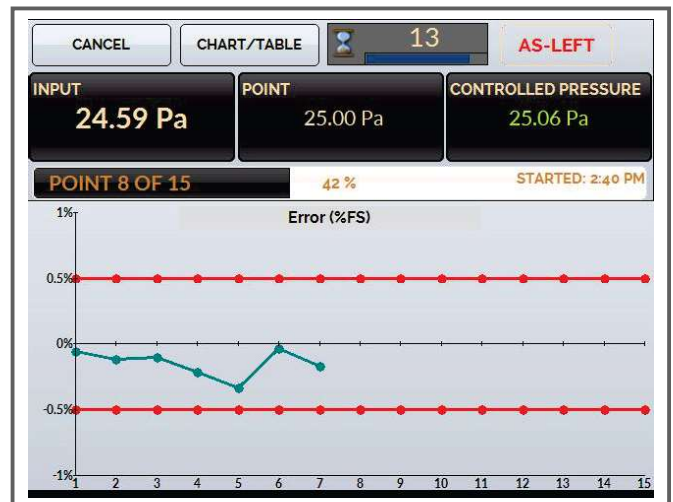 CANCEL CHART/TABLE 13 AS-LEFT
INPUT POINT CONTROLLED PRESSURE
24.59 Pa 25.00 Pa 25.06 Pa
POINT 8 OF 15 42 % STARTED: 2:40 PM
Error (%FS)
1%
0.5%
0%
-0.5%
-1%
1 2 3 4 5 6 7 8 9 10 11 12 13 14 15